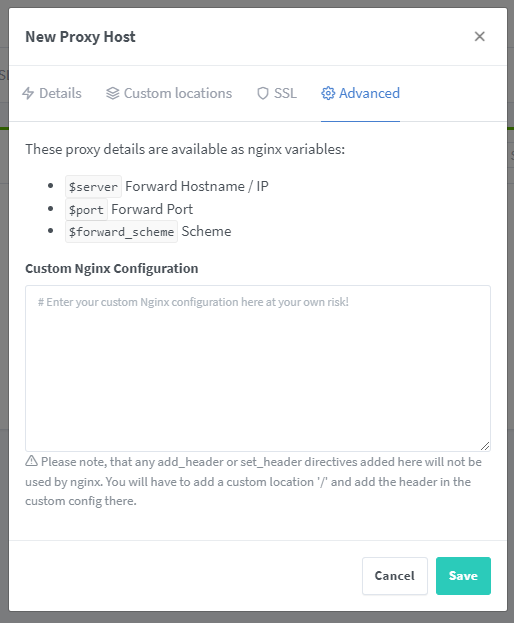 New Proxy Host
Details Custom locations SSL Advanced
These proxy details are available as nginx variables:
$server Forward Hostname / IP
$port Forward Port
$forward_scheme Scheme
Custom Nginx Configuration
# Enter your custom Nginx configuration here at your own risk!
Please note, that any add_header or set_header directives added here will not be
used by nginx. You will have to add a custom location '/' and add the header in the
custom config there.
Cancel Save